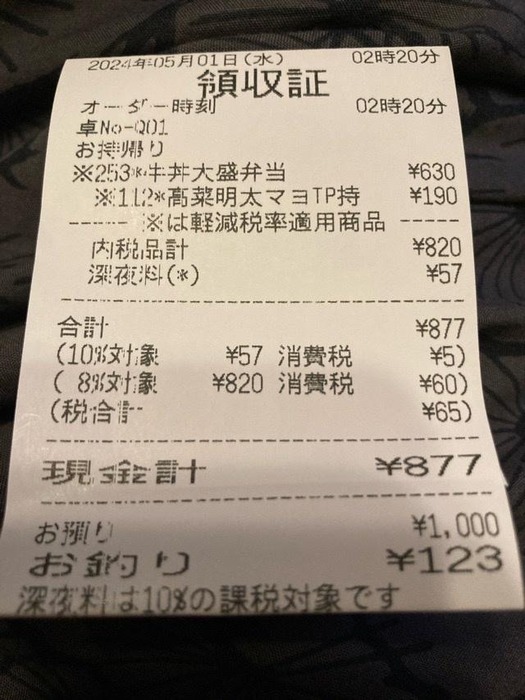 2024年05月01日(水) 02時20分
領収証
オーダー時刻 02時20分
卓No-Q01
お持帰り
※253*牛丼大盛弁当 ¥630
※112*高菜明太マヨTP持 ¥190
------ ※は軽減税率適用商品 -----
内税品計 ¥820
深夜料(*) ¥57
合計 ¥877
(10%対象 ¥57 消費税 ¥5)
( 8%対象 ¥820 消費税 ¥60)
(税合計 ¥65)
現金計 ¥877
お預り ¥1,000
お釣り ¥123
深夜料は10%の課税対象です